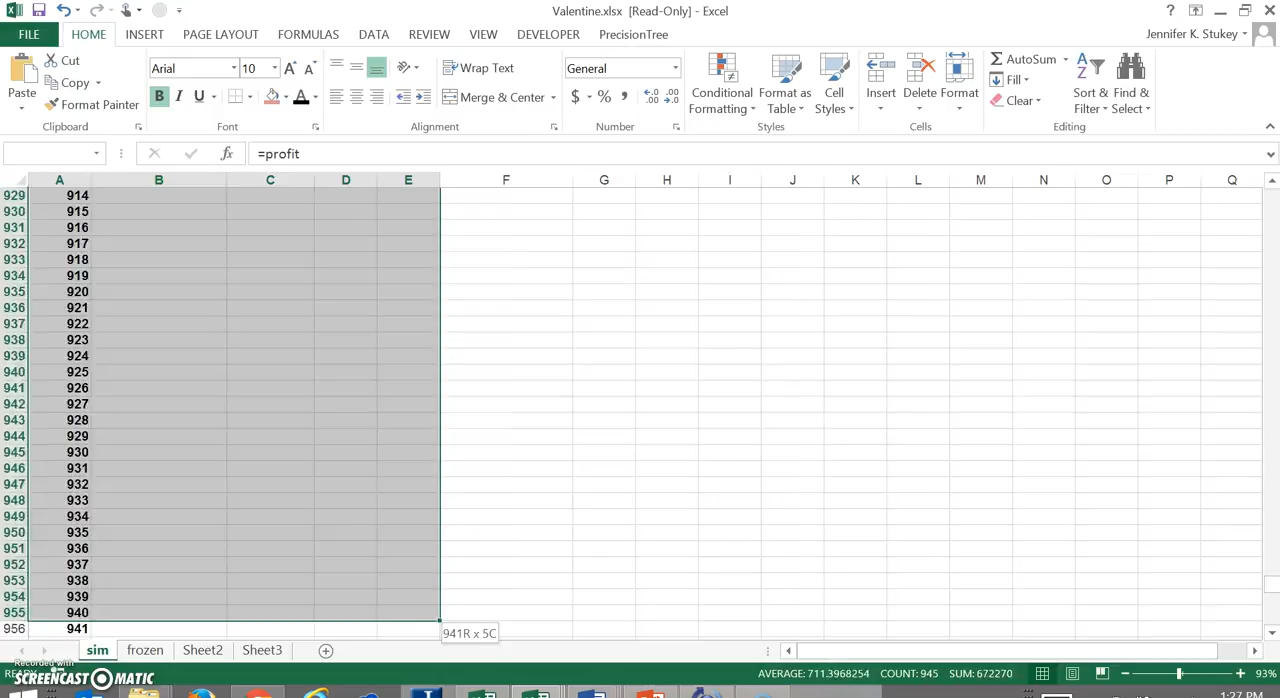 Valentine.xlsx [Read-Only] - Excel
FILE HOME INSERT PAGE LAYOUT FORMULAS DATA REVIEW VIEW DEVELOPER PrecisionTree Jennifer K. Stukey
Paste
Cut
Copy
Format Painter
Clipboard
Arial 10
B I U
Font
Wrap Text
Merge & Center
Alignment
General
$ % ,
Number
Conditional Formatting
Format as Table
Cell Styles
Styles
Insert Delete Format
Cells
AutoSum
Fill
Clear
Sort & Filter
Find & Select
Editing
fx =profit
A B C D E F G H I J K L M N O P Q
929 914
930 915
931 916
932 917
933 918
934 919
935 920
936 921
937 922
938 923
939 924
940 925
941 926
942 927
943 928
944 929
945 930
946 931
947 932
948 933
949 934
950 935
951 936
952 937
953 938
954 939
955 940
956 941
941R x 5C
sim frozen Sheet2 Sheet3
Recorded with
SCREENCAST-O-MATIC
AVERAGE: 711.3968254 COUNT: 945 SUM: 672270 93%
1:27 PM